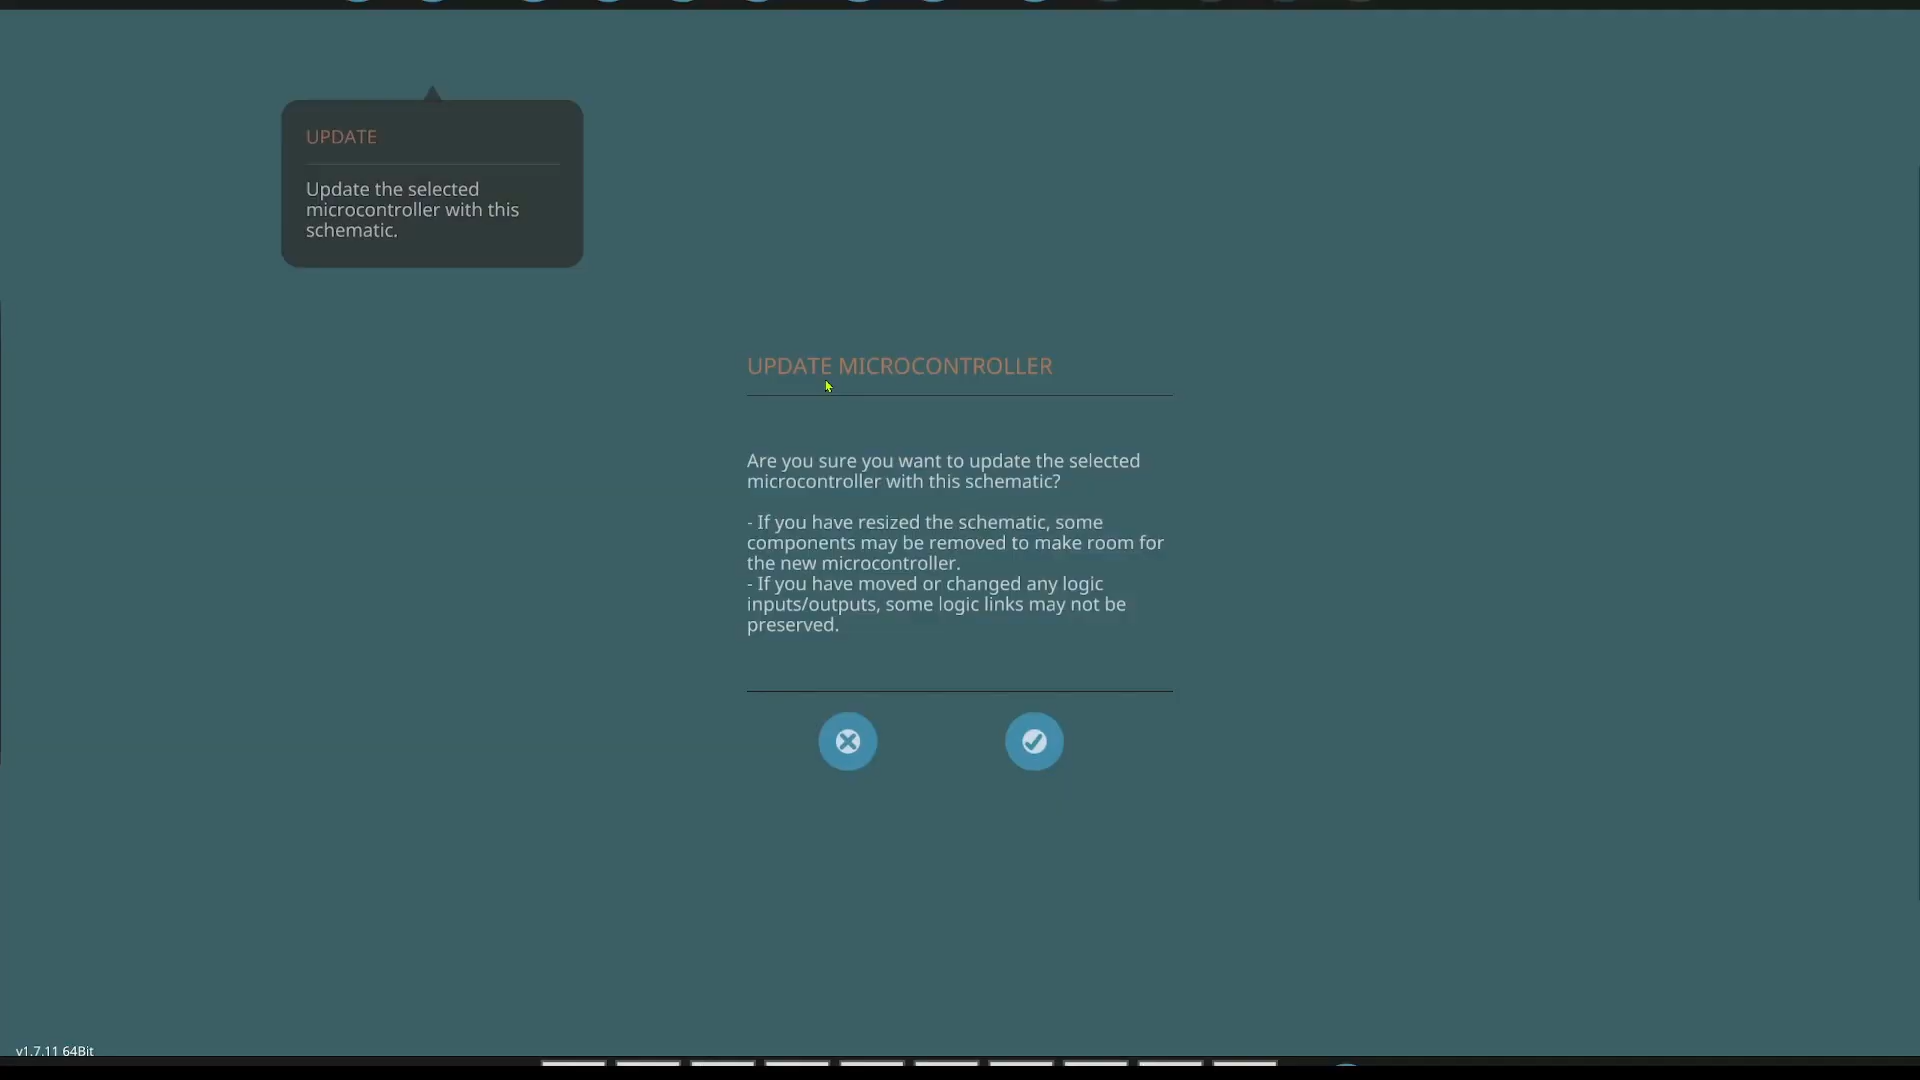 UPDATE
Update the selected
microcontroller with this
schematic.
UPDATE MICROCONTROLLER
Are you sure you want to update the selected
microcontroller with this schematic?
- If you have resized the schematic, some
components may be removed to make room for
the new microcontroller.
- If you have moved or changed any logic
inputs/outputs, some logic links may not be
preserved.
v1.7.11 64Bit